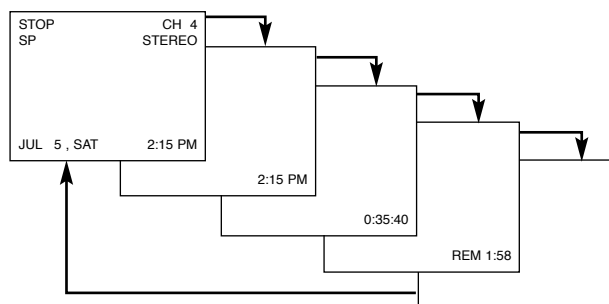 STOP CH 4
SP STEREO
JUL 5 , SAT 2:15 PM
2:15 PM
0:35:40
REM 1:58